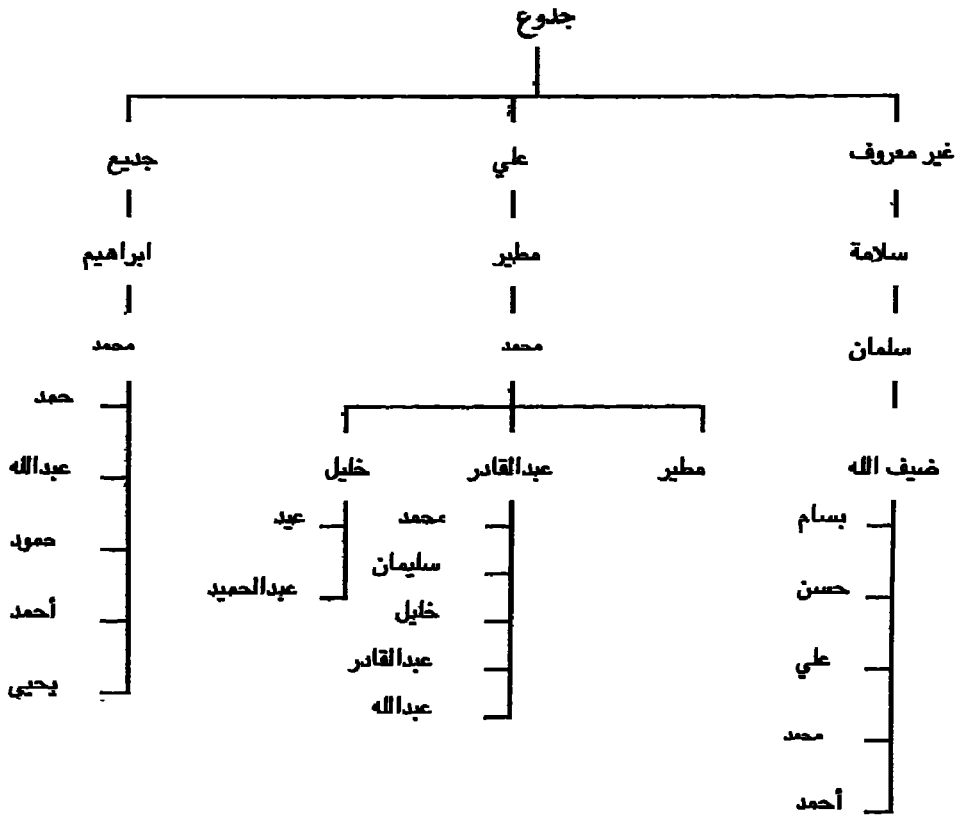 جدوع
غير معروف
علي
جديع
سلامة
مطير
ابراهيم
سلمان
محمد
محمد
ضيف الله
مطير
عبدالقادر
خليل
بسام
حسن
علي
محمد
أحمد
محمد
سليمان
خليل
عبدالقادر
عبدالله
عيد
عبدالحميد
حمد
عبدالله
حمود
أحمد
يحيى